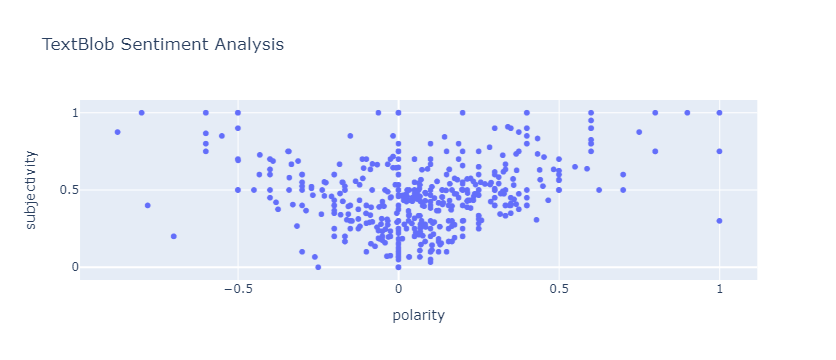 TextBlob Sentiment Analysis
subjectivity
1
0.5
0
−0.5
0
0.5
1
polarity